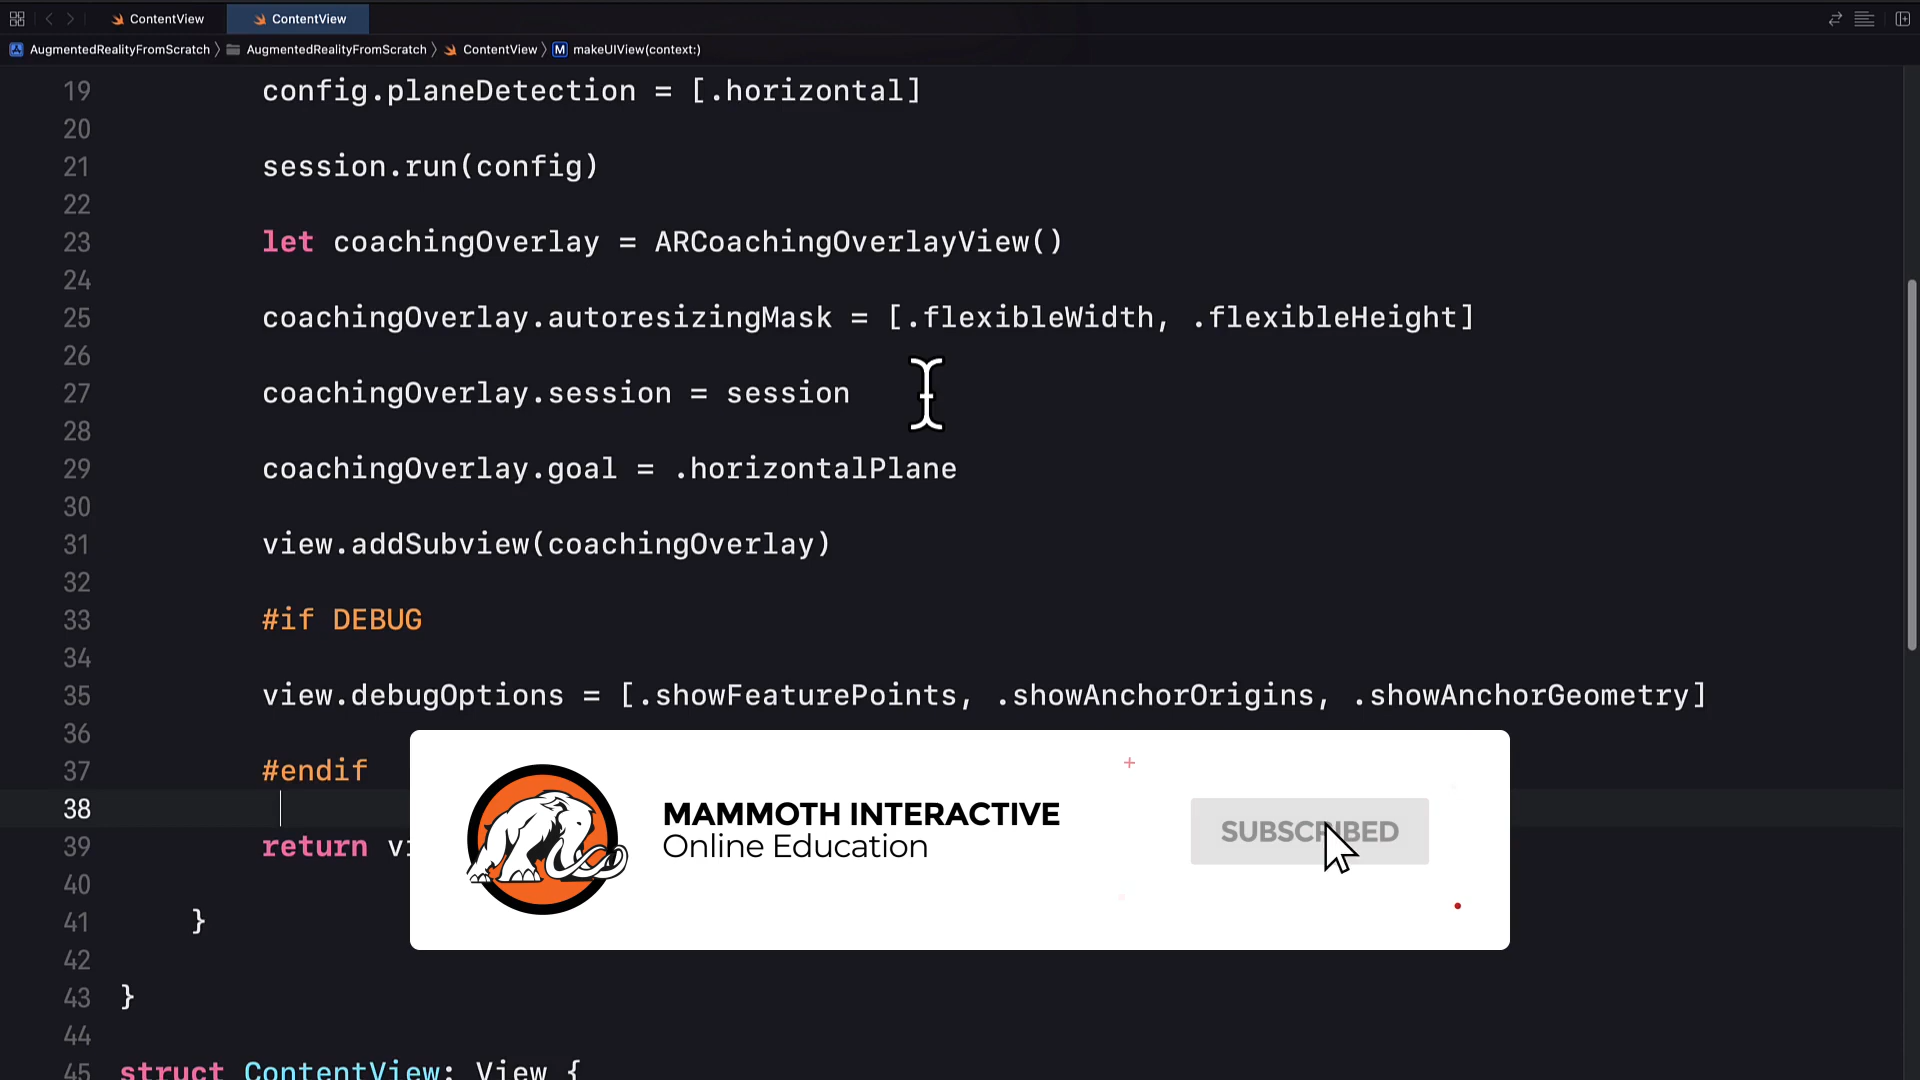 ContentView
ContentView
AugmentedRealityFromScratch
AugmentedRealityFromScratch
ContentView
M
makeUIView(context:)
19
config.planeDetection = [.horizontal]
20
21
session.run(config)
22
23
let coachingOverlay = ARCoachingOverlayView()
24
25
coachingOverlay.autoresizingMask = [.flexibleWidth, .flexibleHeight]
26
27
coachingOverlay.session = session
28
29
coachingOverlay.goal = .horizontalPlane
30
31
view.addSubview(coachingOverlay)
32
33
#if DEBUG
34
35
view.debugOptions = [.showFeaturePoints, .showAnchorOrigins, .showAnchorGeometry]
36
37
#endif
38
39
return
40
41
}
42
43
}
44
45
struct ContentView: View {
MAMMOTH INTERACTIVE
Online Education
SUBSCRIBED